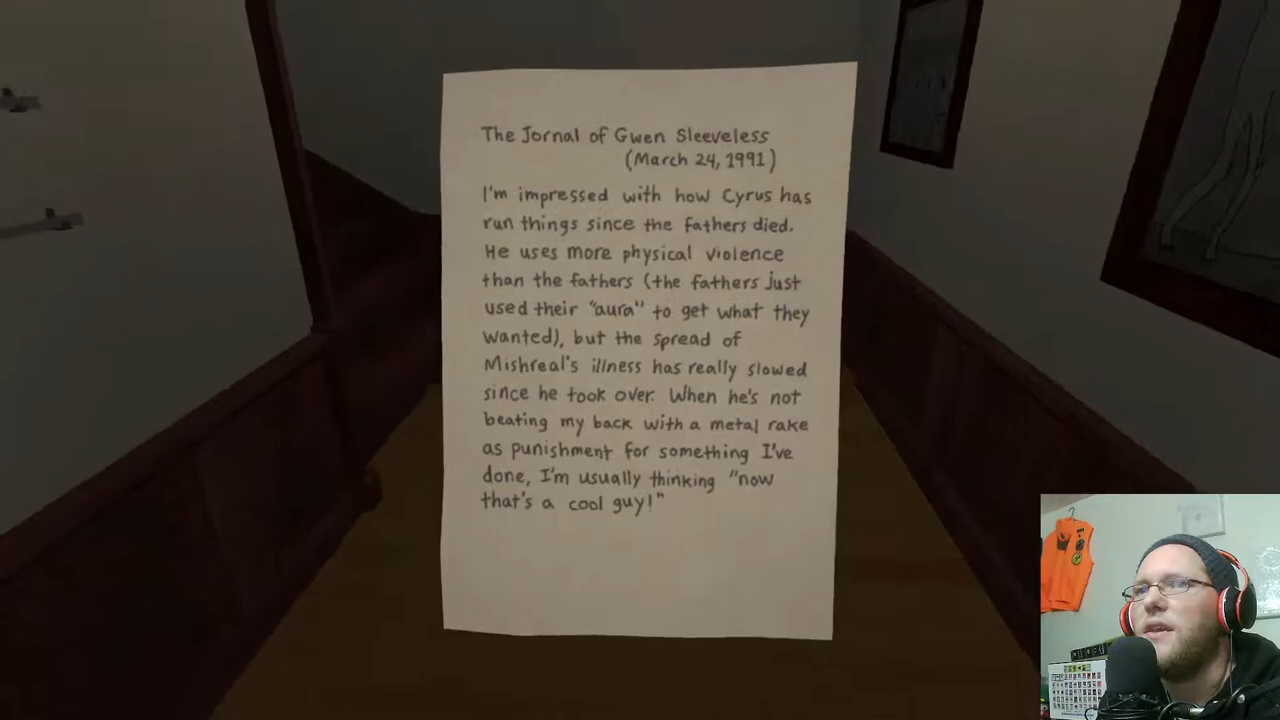 The Jornal of Gwen Sleeveless
(March 24, 1991)
I'm impressed with how Cyrus has
run things since the fathers died.
He uses more physical violence
than the fathers (the fathers just
used their "aura" to get what they
wanted), but the spread of
Mishreal's illness has really slowed
since he took over. When he's not
beating my back with a metal rake
as punishment for something I've
done, I'm usually thinking "now
that's a cool guy!"